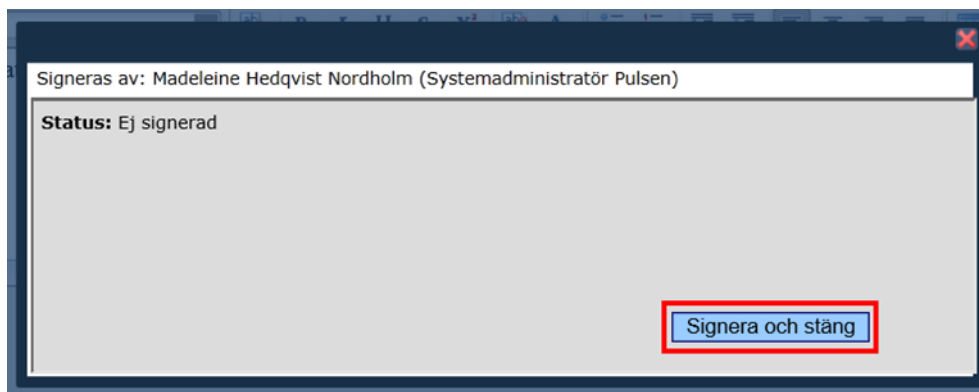 Signeras av: Madeleine Hedqvist Nordholm (Systemadministratör Pulsen)
Status: Ej signerad
Signera och stäng